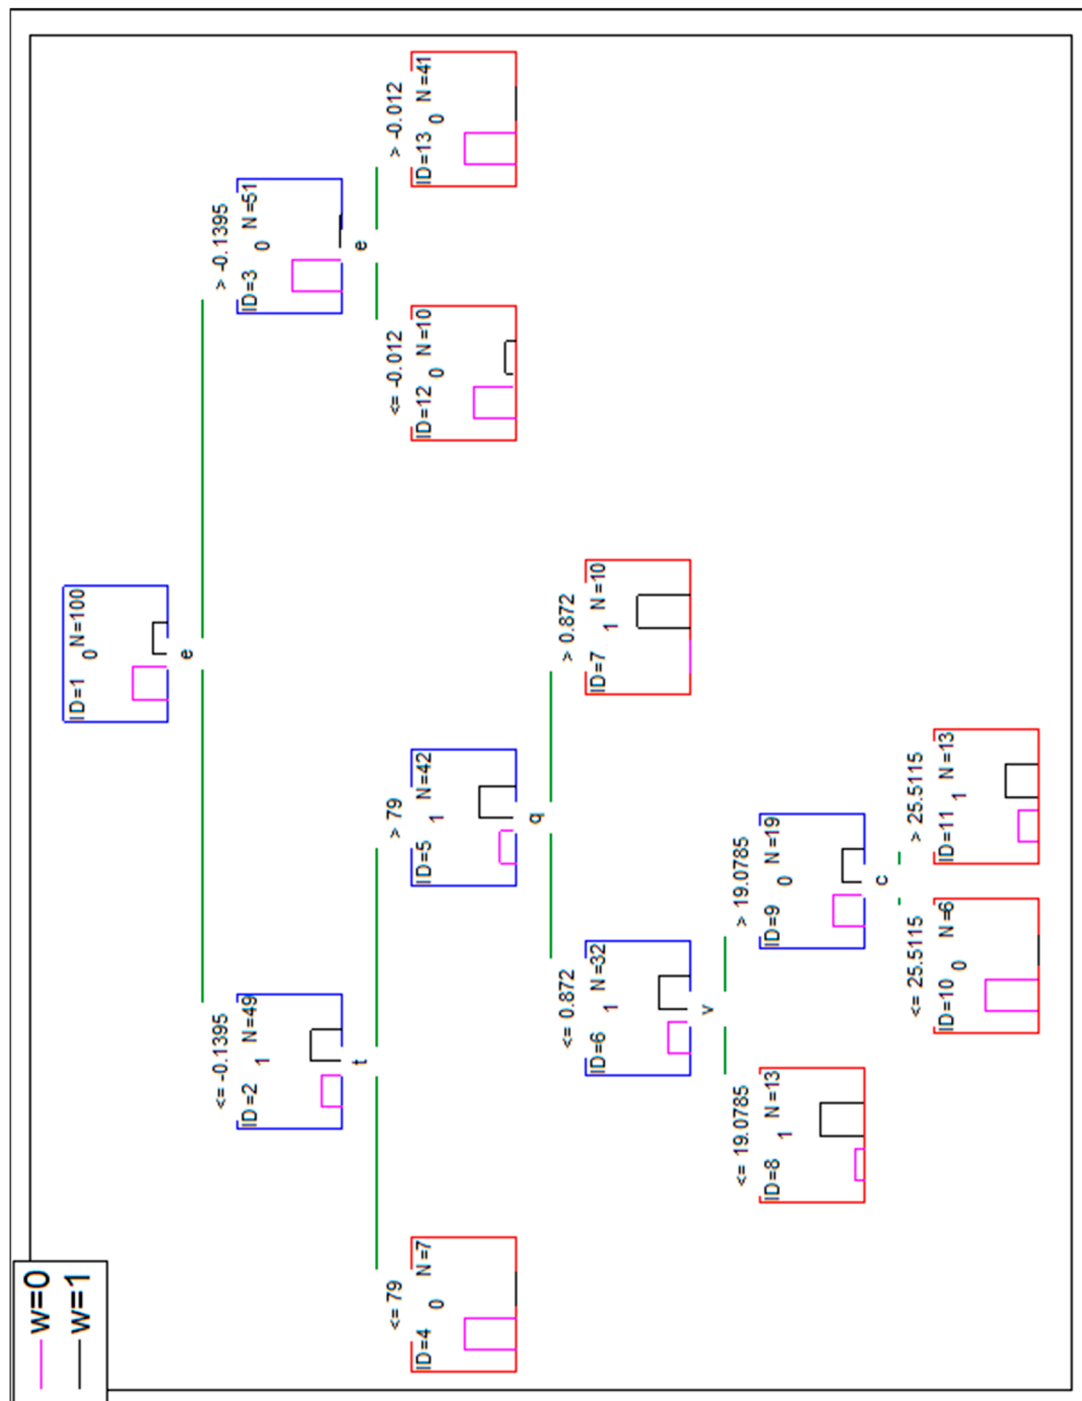 w=0
w=1
ID=1 N=100
0
e
<= -0.1395
> -0.1395
ID=2 N=49
1
t
ID=3 N=51
0
e
<= 79
> 79
<= -0.012
> -0.012
ID=4 N=7
0
ID=5 N=42
1
q
ID=12 N=10
0
ID=13 N=41
0
<= 0.872
> 0.872
ID=6 N=32
1
v
ID=7 N=10
1
<= 19.0785
> 19.0785
ID=8 N=13
1
ID=9 N=19
0
c
<= 25.5115
> 25.5115
ID=10 N=6
0
ID=11 N=13
1